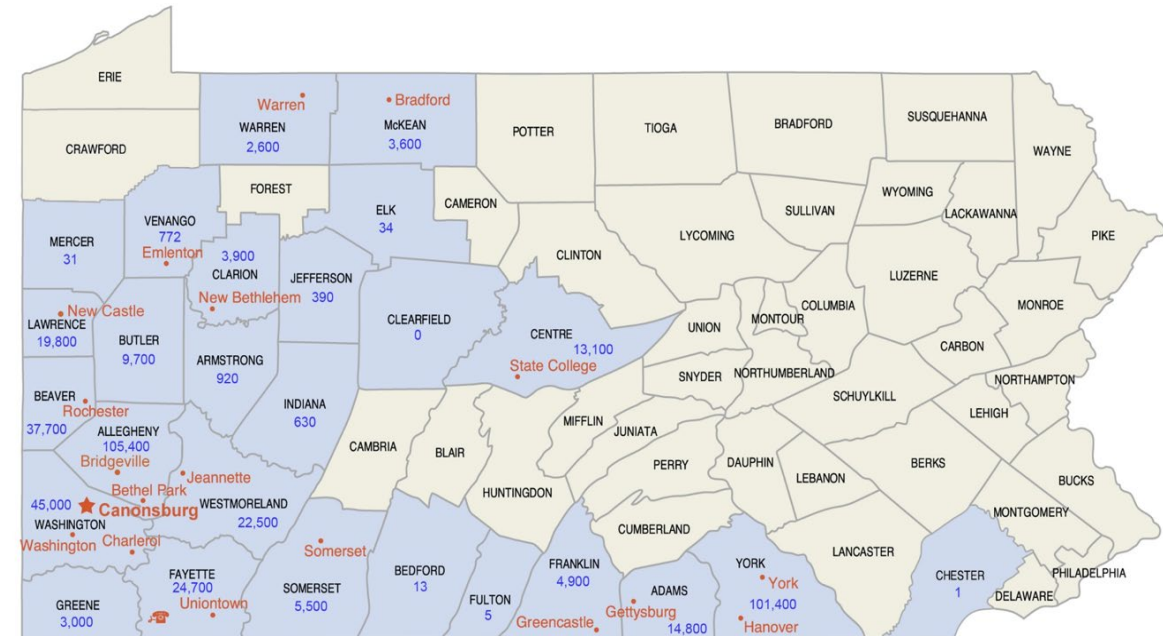 ERIE
CRAWFORD
Warren
WARREN
2,600
Bradford
McKEAN
3,600
POTTER
TIOGA
BRADFORD
SUSQUEHANNA
WAYNE
FOREST
ELK
34
CAMERON
WYOMING
SULLIVAN
LACKAWANNA
PIKE
MERCER
31
VENANGO
772
Emlenton
3,900
CLARION
New Bethlehem
JEFFERSON
390
LYCOMING
CLINTON
LUZERNE
MONROE
COLUMBIA
MONTOUR
UNION
New Castle
LAWRENCE
19,800
BUTLER
9,700
ARMSTRONG
920
CLEARFIELD
0
CENTRE
13,100
State College
CARBON
SNYDER
NORTHUMBERLAND
NORTHAMPTON
SCHUYLKILL
LEHIGH
BEAVER
Rochester
37,700
INDIANA
630
ALLEGHENY
105,400
Bridgeville
Bethel Park
Jeannette
CAMBRIA
BLAIR
MIFFLIN
JUNIATA
PERRY
DAUPHIN
LEBANON
BERKS
BUCKS
HUNTINGDON
45,000
Canonsburg
WASHINGTON
Washington
Charleroi
WESTMORELAND
22,500
CUMBERLAND
MONTGOMERY
LANCASTER
PHILADELPHIA
DELAWARE
CHESTER
1
Somerset
SOMERSET
5,500
BEDFORD
13
FULTON
5
FRANKLIN
4,900
Greencastle
ADAMS
Gettysburg
14,800
YORK
York
101,400
Hanover
FAYETTE
24,700
Uniontown
GREENE
3,000